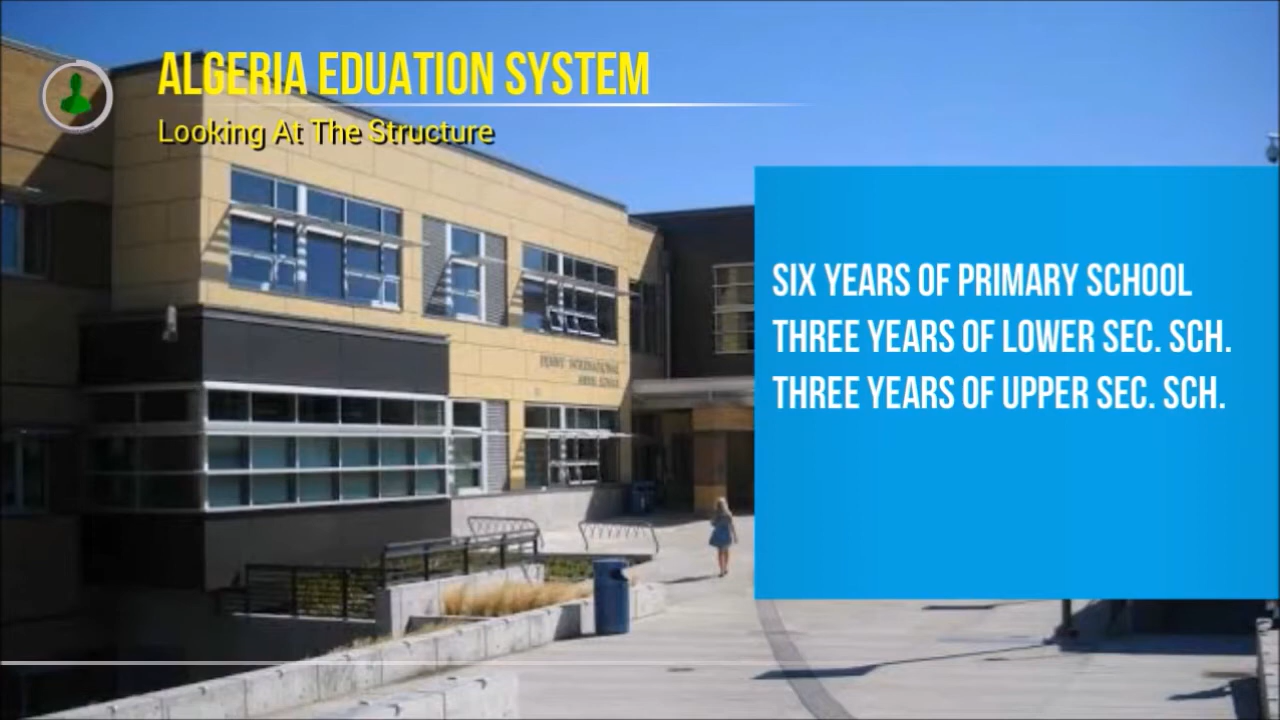 ALGERIA EDUATION SYSTEM
Looking At The Structure
SIX YEARS OF PRIMARY SCHOOL
THREE YEARS OF LOWER SEC. SCH.
THREE YEARS OF UPPER SEC. SCH.
INTERNATIONAL